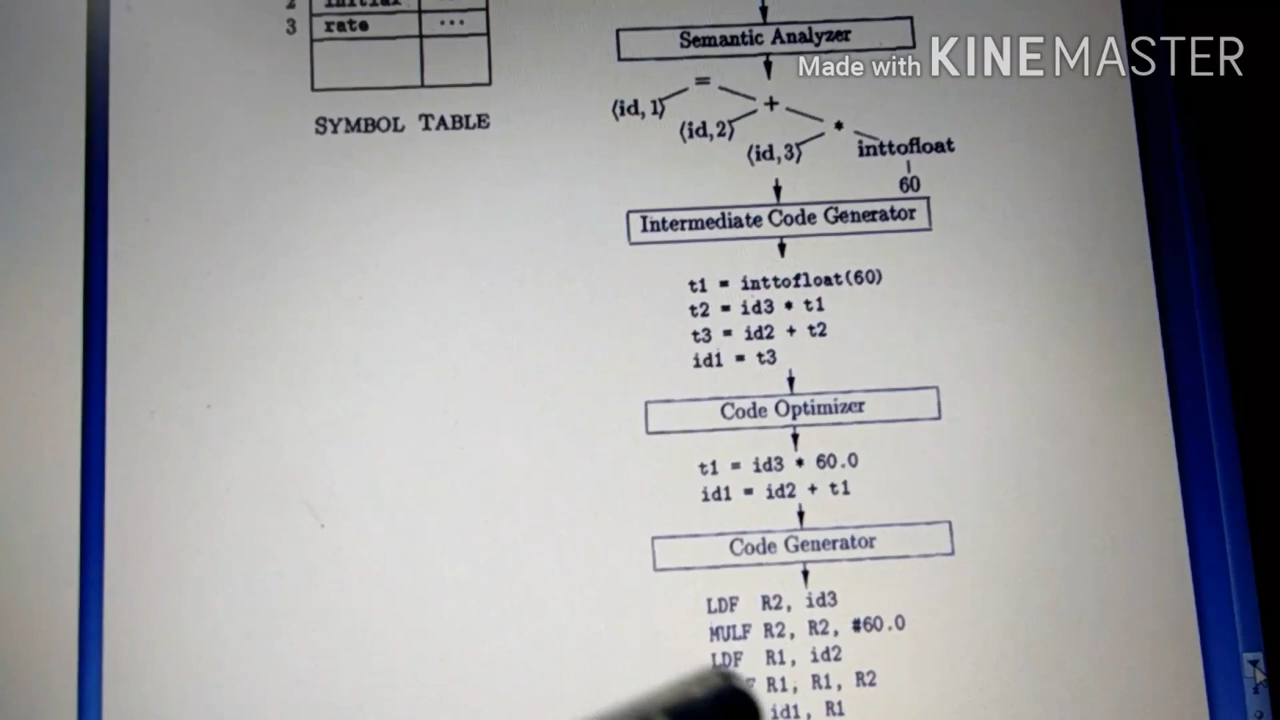 3 rate ...
SYMBOL TABLE
Semantic Analyzer
Made with KINEMASTER
=
⟨id,1⟩ +
⟨id,2⟩ *
⟨id,3⟩ inttofloat
60
Intermediate Code Generator
t1 = inttofloat(60)
t2 = id3 * t1
t3 = id2 + t2
id1 = t3
Code Optimizer
t1 = id3 * 60.0
id1 = id2 + t1
Code Generator
LDF R2, id3
MULF R2, R2, #60.0
LDF R1, id2
R1, R1, R2
id1, R1